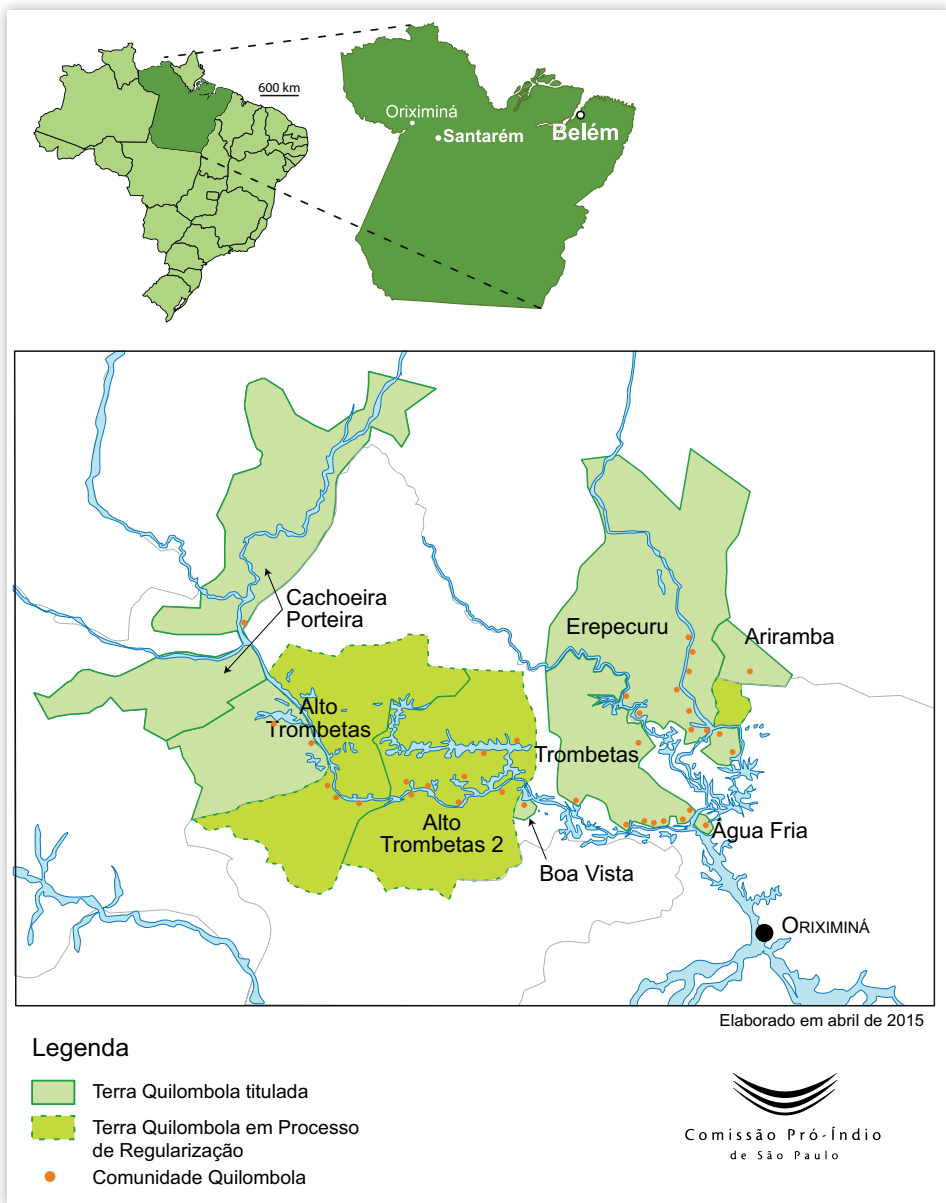 600 km
Oriximiná
Santarém
Belém
Cachoeira
Porteira
Erepecuru
Ariramba
Alto
Trombetas
Trombetas
Alto
Trombetas 2
Água Fria
Boa Vista
ORIXIMINÁ
Elaborado em abril de 2015
Legenda
Terra Quilombola titulada
Terra Quilombola em Processo
de Regularização
Comunidade Quilombola
Comissão Pró-Índio
de São Paulo